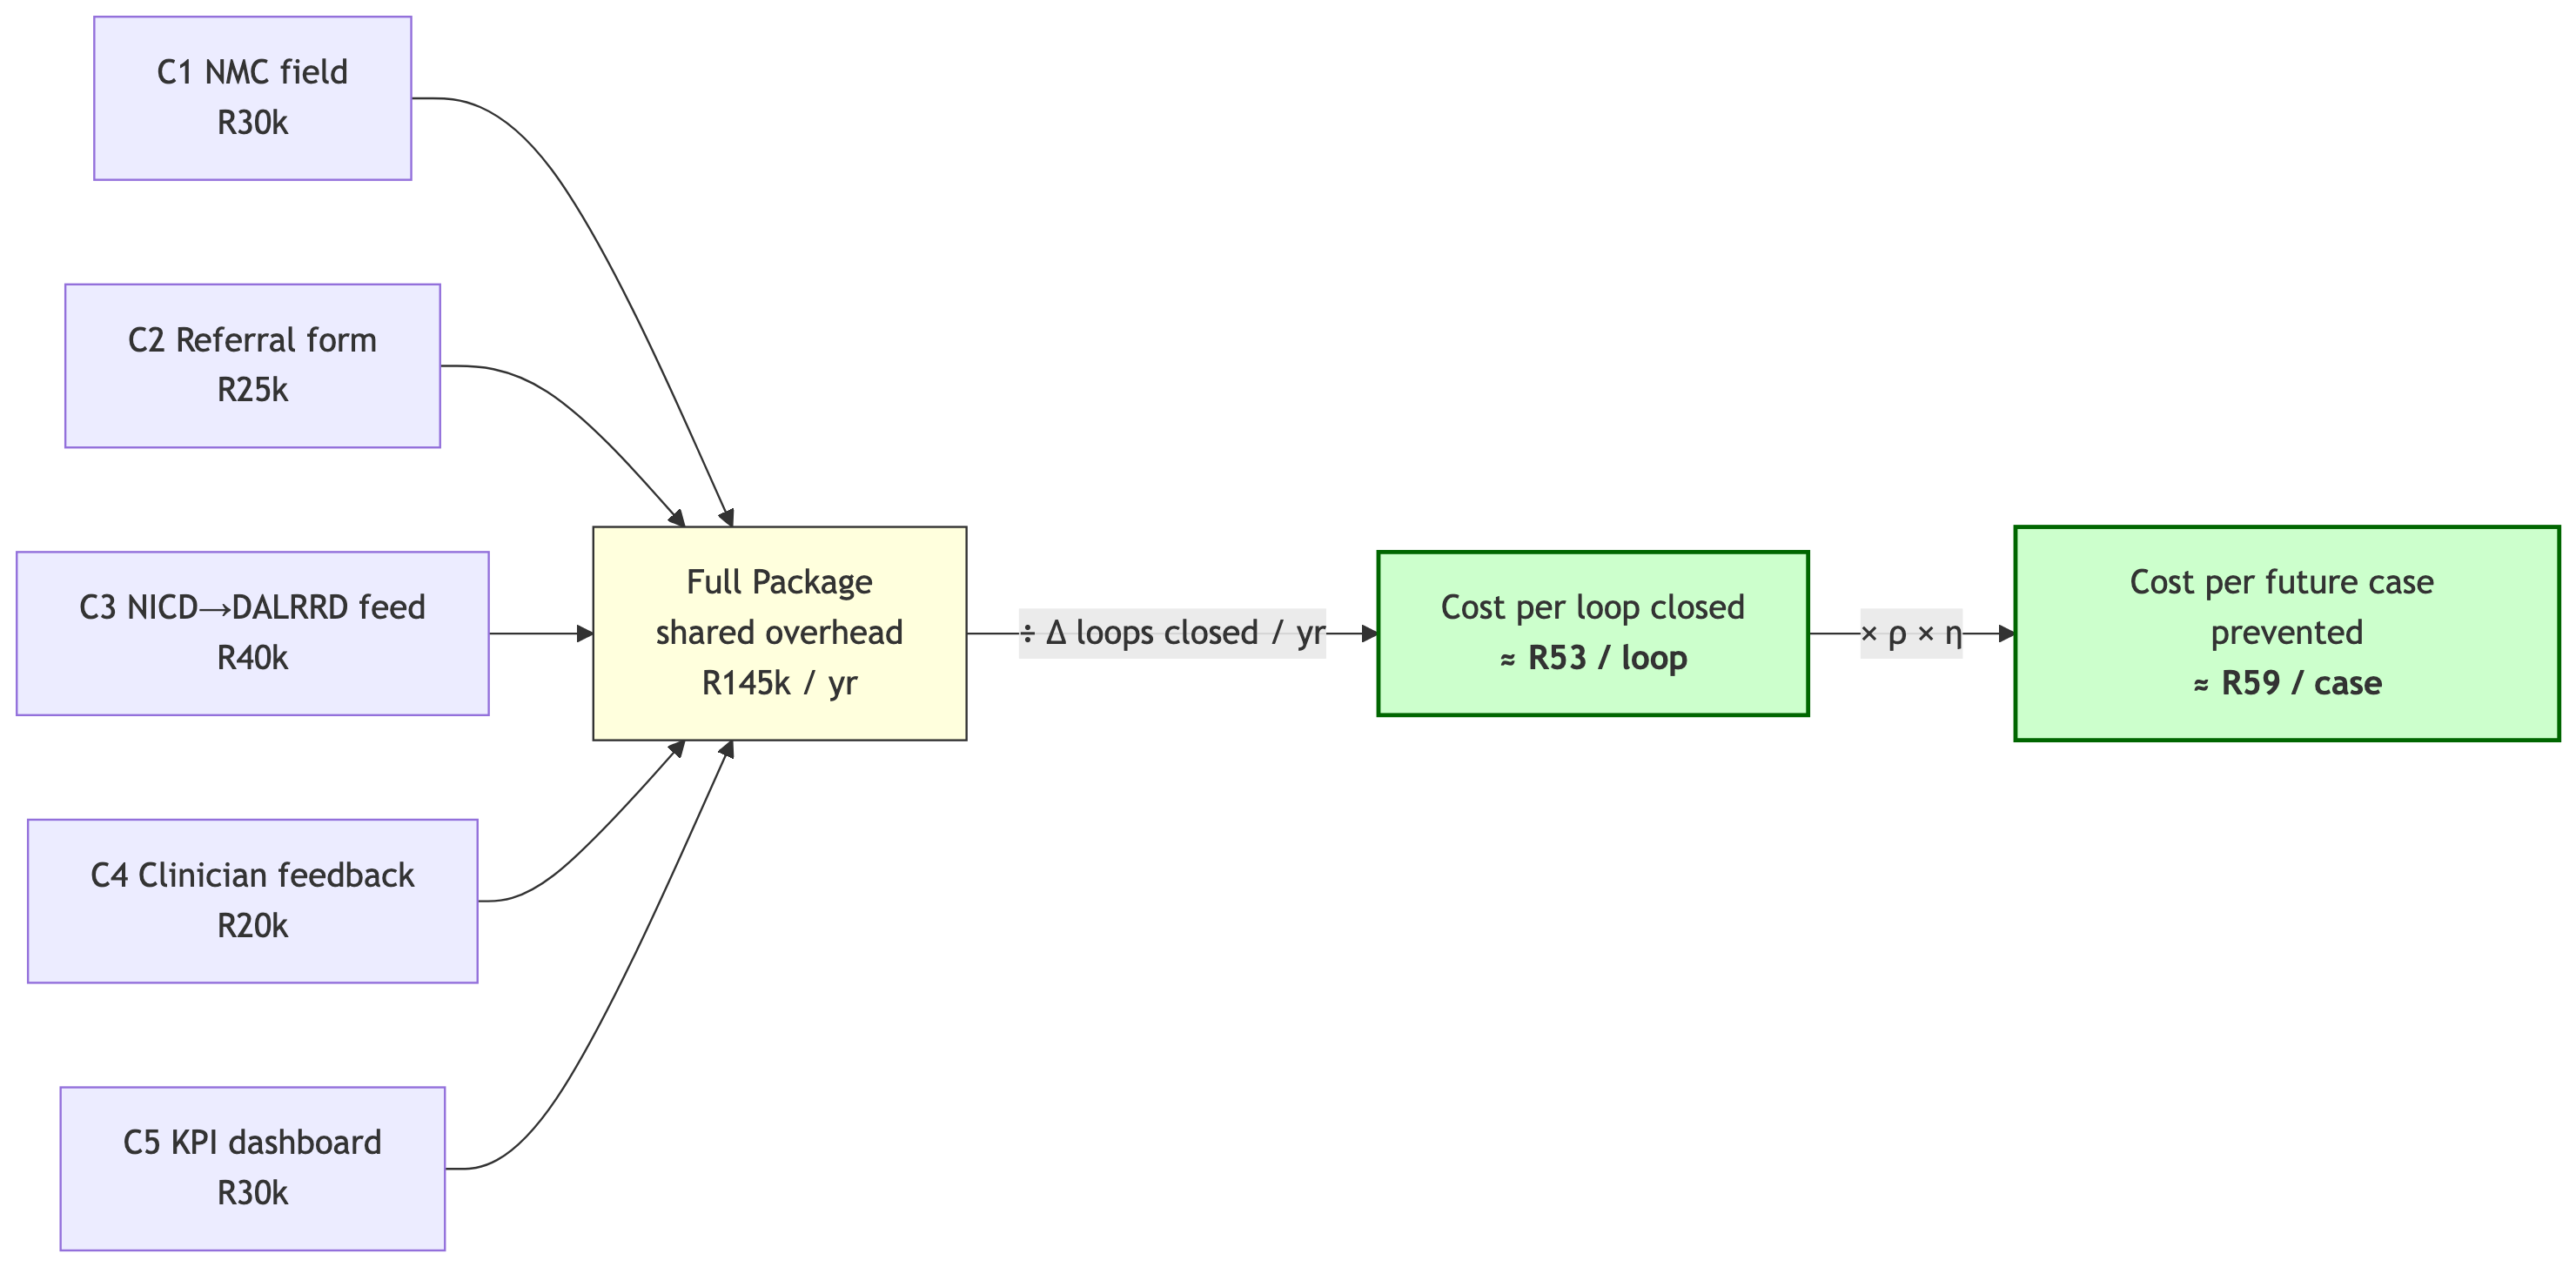 C1 NMC field
R30k
C2 Referral form
R25k
C3 NICD→DALRRD feed
R40k
C4 Clinician feedback
R20k
C5 KPI dashboard
R30k
Full Package
shared overhead
R145k / yr
÷ Δ loops closed / yr
Cost per loop closed
≈ R53 / loop
× ρ × η
Cost per future case
prevented
≈ R59 / case